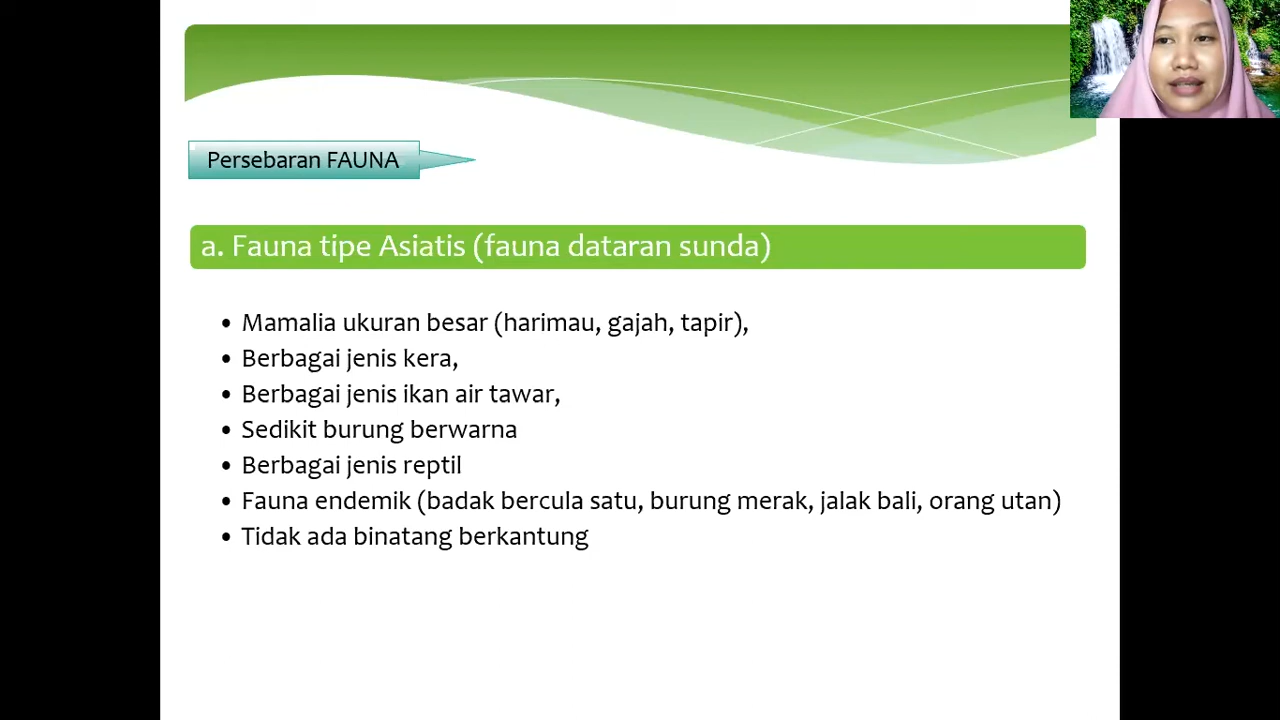 Persebaran FAUNA
a. Fauna tipe Asiatis (fauna dataran sunda)
• Mamalia ukuran besar (harimau, gajah, tapir),
• Berbagai jenis kera,
• Berbagai jenis ikan air tawar,
• Sedikit burung berwarna
• Berbagai jenis reptil
• Fauna endemik (badak bercula satu, burung merak, jalak bali, orang utan)
• Tidak ada binatang berkantung